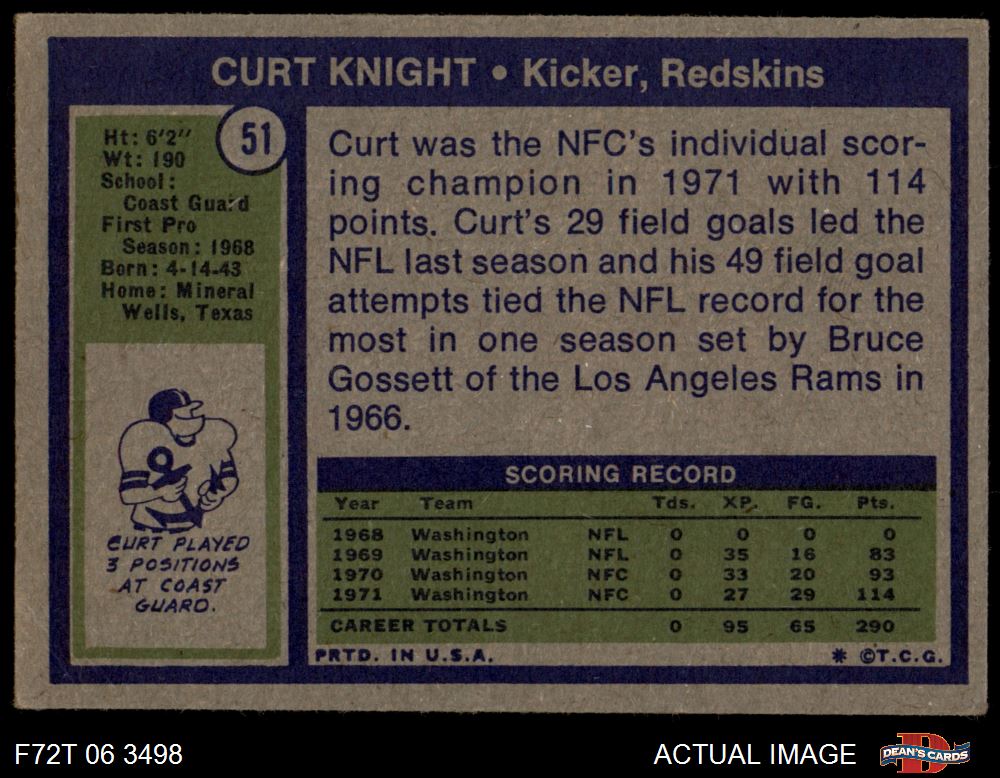 CURT KNIGHT • Kicker, Redskins
51
Ht: 6'2"
Wt: 190
School:
Coast Guard
First Pro
Season: 1968
Born: 4-14-43
Home: Mineral
Wells, Texas
CURT PLAYED
3 POSITIONS
AT COAST
GUARD.
Curt was the NFC's individual scor-
ing champion in 1971 with 114
points. Curt's 29 field goals led the
NFL last season and his 49 field goal
attempts tied the NFL record for the
most in one season set by Bruce
Gossett of the Los Angeles Rams in
1966.
SCORING RECORD
Year Team Tds. XP. FG. Pts.
1968 Washington NFL 0 0 0 0
1969 Washington NFL 0 35 16 83
1970 Washington NFC 0 33 20 93
1971 Washington NFC 0 27 29 114
CAREER TOTALS 0 95 65 290
PRTD. IN U.S.A. * ©T.C.G.
F72T 06 3498 ACTUAL IMAGE DEAN'S CARDS